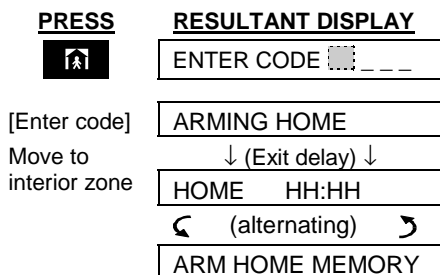 PRESS RESULTANT DISPLAY
ENTER CODE _ _ _
[Enter code] ARMING HOME
Move to interior zone
↓ (Exit delay) ↓
HOME HH:HH
(alternating)
ARM HOME MEMORY